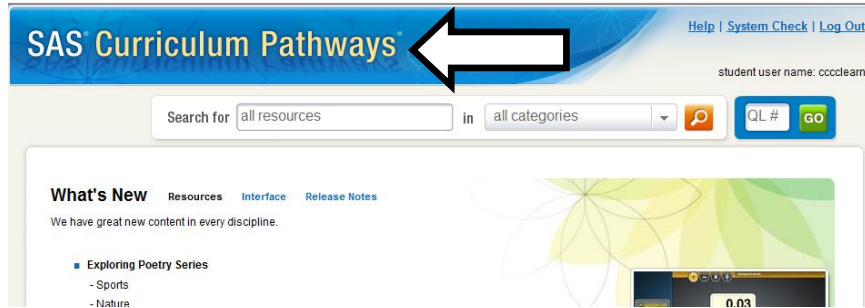 SAS® Curriculum Pathways®
Help | System Check | Log Out
student user name: cccclearn
Search for all resources in all categories QL # GO
What's New Resources Interface Release Notes
We have great new content in every discipline.
Exploring Poetry Series
- Sports
- Nature
0.03